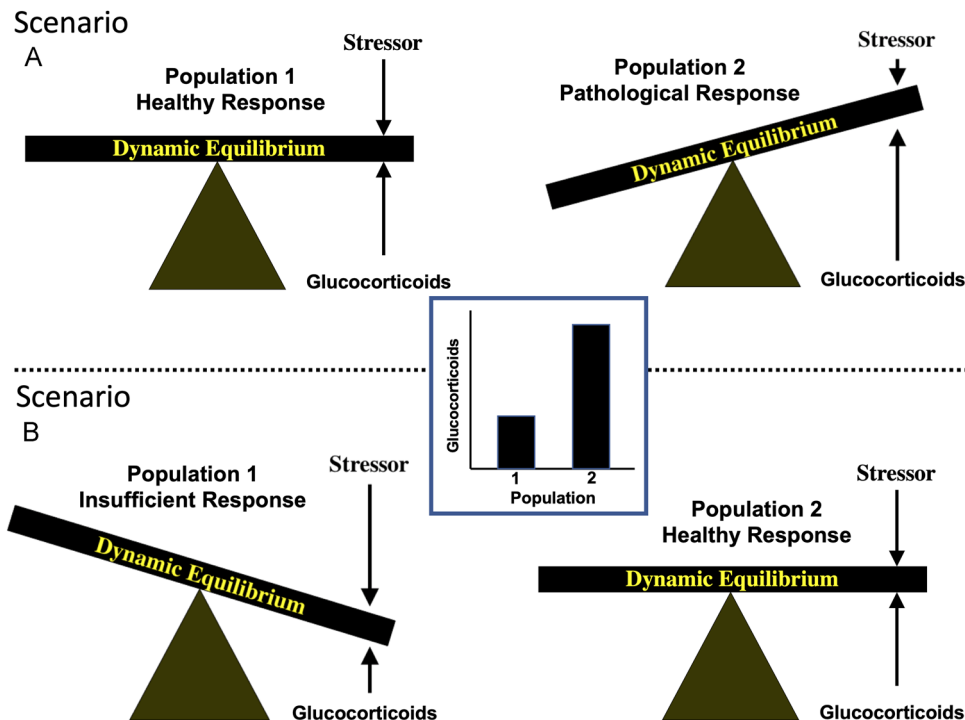 Scenario
A
Stressor
Population 1
Healthy Response
Dynamic Equilibrium
Glucocorticoids
Stressor
Population 2
Pathological Response
Dynamic Equilibrium
Glucocorticoids
Glucocorticoids
1
2
Population
Scenario
B
Stressor
Population 1
Insufficient Response
Dynamic Equilibrium
Glucocorticoids
Stressor
Population 2
Healthy Response
Dynamic Equilibrium
Glucocorticoids